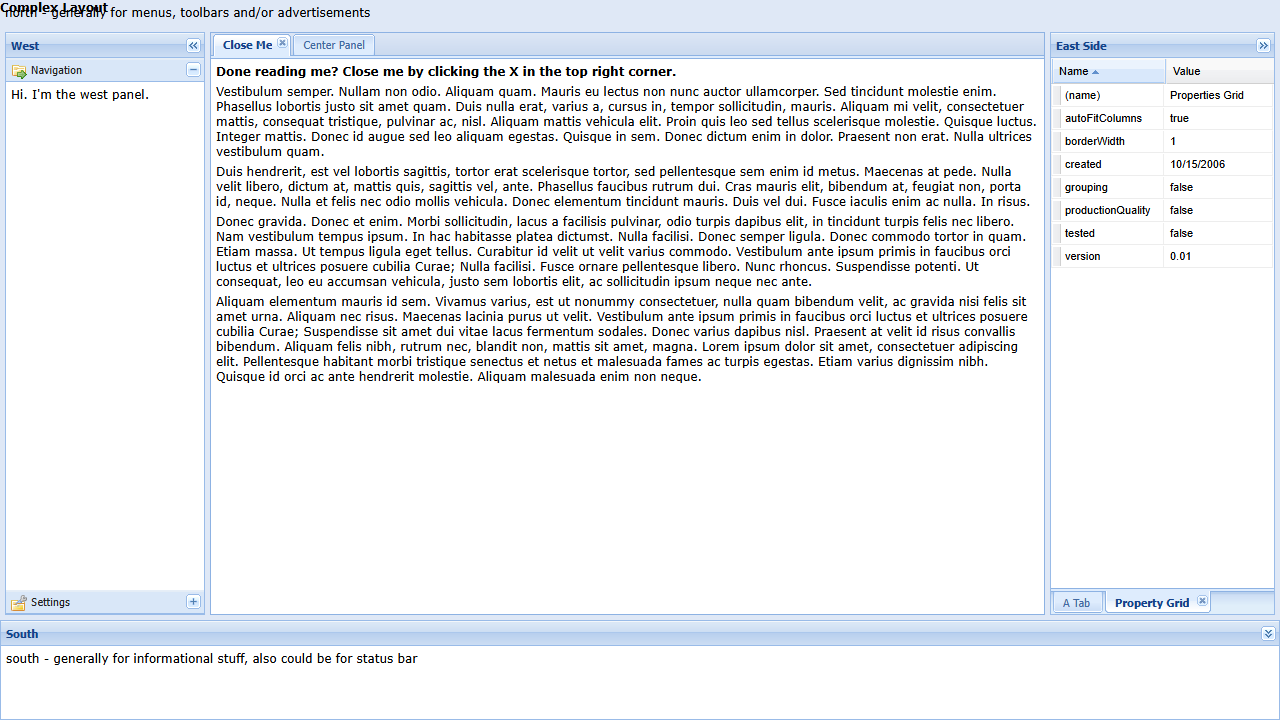 Complex Layout
north - generally for menus, toolbars and/or advertisements
West
Navigation
Hi. I'm the west panel.
Settings
Close Me
Center Panel
Done reading me? Close me by clicking the X in the top right corner.
Vestibulum semper. Nullam non odio. Aliquam quam. Mauris eu lectus non nunc auctor ullamcorper. Sed tincidunt molestie enim.
Phasellus lobortis justo sit amet quam. Duis nulla erat, varius a, cursus in, tempor sollicitudin, mauris. Aliquam mi velit, consectetuer
mattis, consequat tristique, pulvinar ac, nisl. Aliquam mattis vehicula elit. Proin quis leo sed tellus scelerisque molestie. Quisque luctus.
Integer mattis. Donec id augue sed leo aliquam egestas. Quisque in sem. Donec dictum enim in dolor. Praesent non erat. Nulla ultrices
vestibulum quam.
Duis hendrerit, est vel lobortis sagittis, tortor erat scelerisque tortor, sed pellentesque sem enim id metus. Maecenas at pede. Nulla
velit libero, dictum at, mattis quis, sagittis vel, ante. Phasellus faucibus rutrum dui. Cras mauris elit, bibendum at, feugiat non, porta
id, neque. Nulla et felis nec odio mollis vehicula. Donec elementum tincidunt mauris. Duis vel dui. Fusce iaculis enim ac nulla. In risus.
Donec gravida. Donec et enim. Morbi sollicitudin, lacus a facilisis pulvinar, odio turpis dapibus elit, in tincidunt turpis felis nec libero.
Nam vestibulum tempus ipsum. In hac habitasse platea dictumst. Nulla facilisi. Donec semper ligula. Donec commodo tortor in quam.
Etiam massa. Ut tempus ligula eget tellus. Curabitur id velit ut velit varius commodo. Vestibulum ante ipsum primis in faucibus orci
luctus et ultrices posuere cubilia Curae; Nulla facilisi. Fusce ornare pellentesque libero. Nunc rhoncus. Suspendisse potenti. Ut
consequat, leo eu accumsan vehicula, justo sem lobortis elit, ac sollicitudin ipsum neque nec ante.
Aliquam elementum mauris id sem. Vivamus varius, est ut nonummy consectetuer, nulla quam bibendum velit, ac gravida nisi felis sit
amet urna. Aliquam nec risus. Maecenas lacinia purus ut velit. Vestibulum ante ipsum primis in faucibus orci luctus et ultrices posuere
cubilia Curae; Suspendisse sit amet dui vitae lacus fermentum sodales. Donec varius dapibus nisl. Praesent at velit id risus convallis
bibendum. Aliquam felis nibh, rutrum nec, blandit non, mattis sit amet, magna. Lorem ipsum dolor sit amet, consectetuer adipiscing
elit. Pellentesque habitant morbi tristique senectus et netus et malesuada fames ac turpis egestas. Etiam varius dignissim nibh.
Quisque id orci ac ante hendrerit molestie. Aliquam malesuada enim non neque.
East Side
Name Value
(name) Properties Grid
autoFitColumns true
borderWidth 1
created 10/15/2006
grouping false
productionQuality false
tested false
version 0.01
A Tab
Property Grid
South
south - generally for informational stuff, also could be for status bar